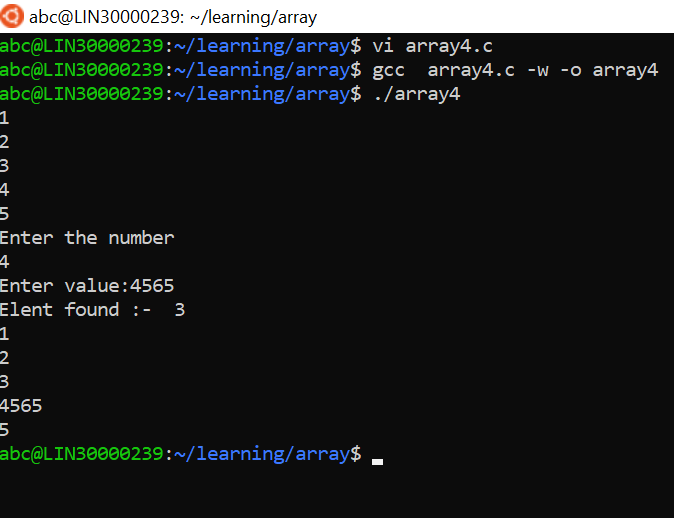 abc@LIN30000239: ~/learning/array
abc@LIN30000239:~/learning/array$ vi array4.c
abc@LIN30000239:~/learning/array$ gcc  array4.c -w -o array4
abc@LIN30000239:~/learning/array$ ./array4
1
2
3
4
5
Enter the number
4
Enter value:4565
Elent found :-  3
1
2
3
4565
5
abc@LIN30000239:~/learning/array$